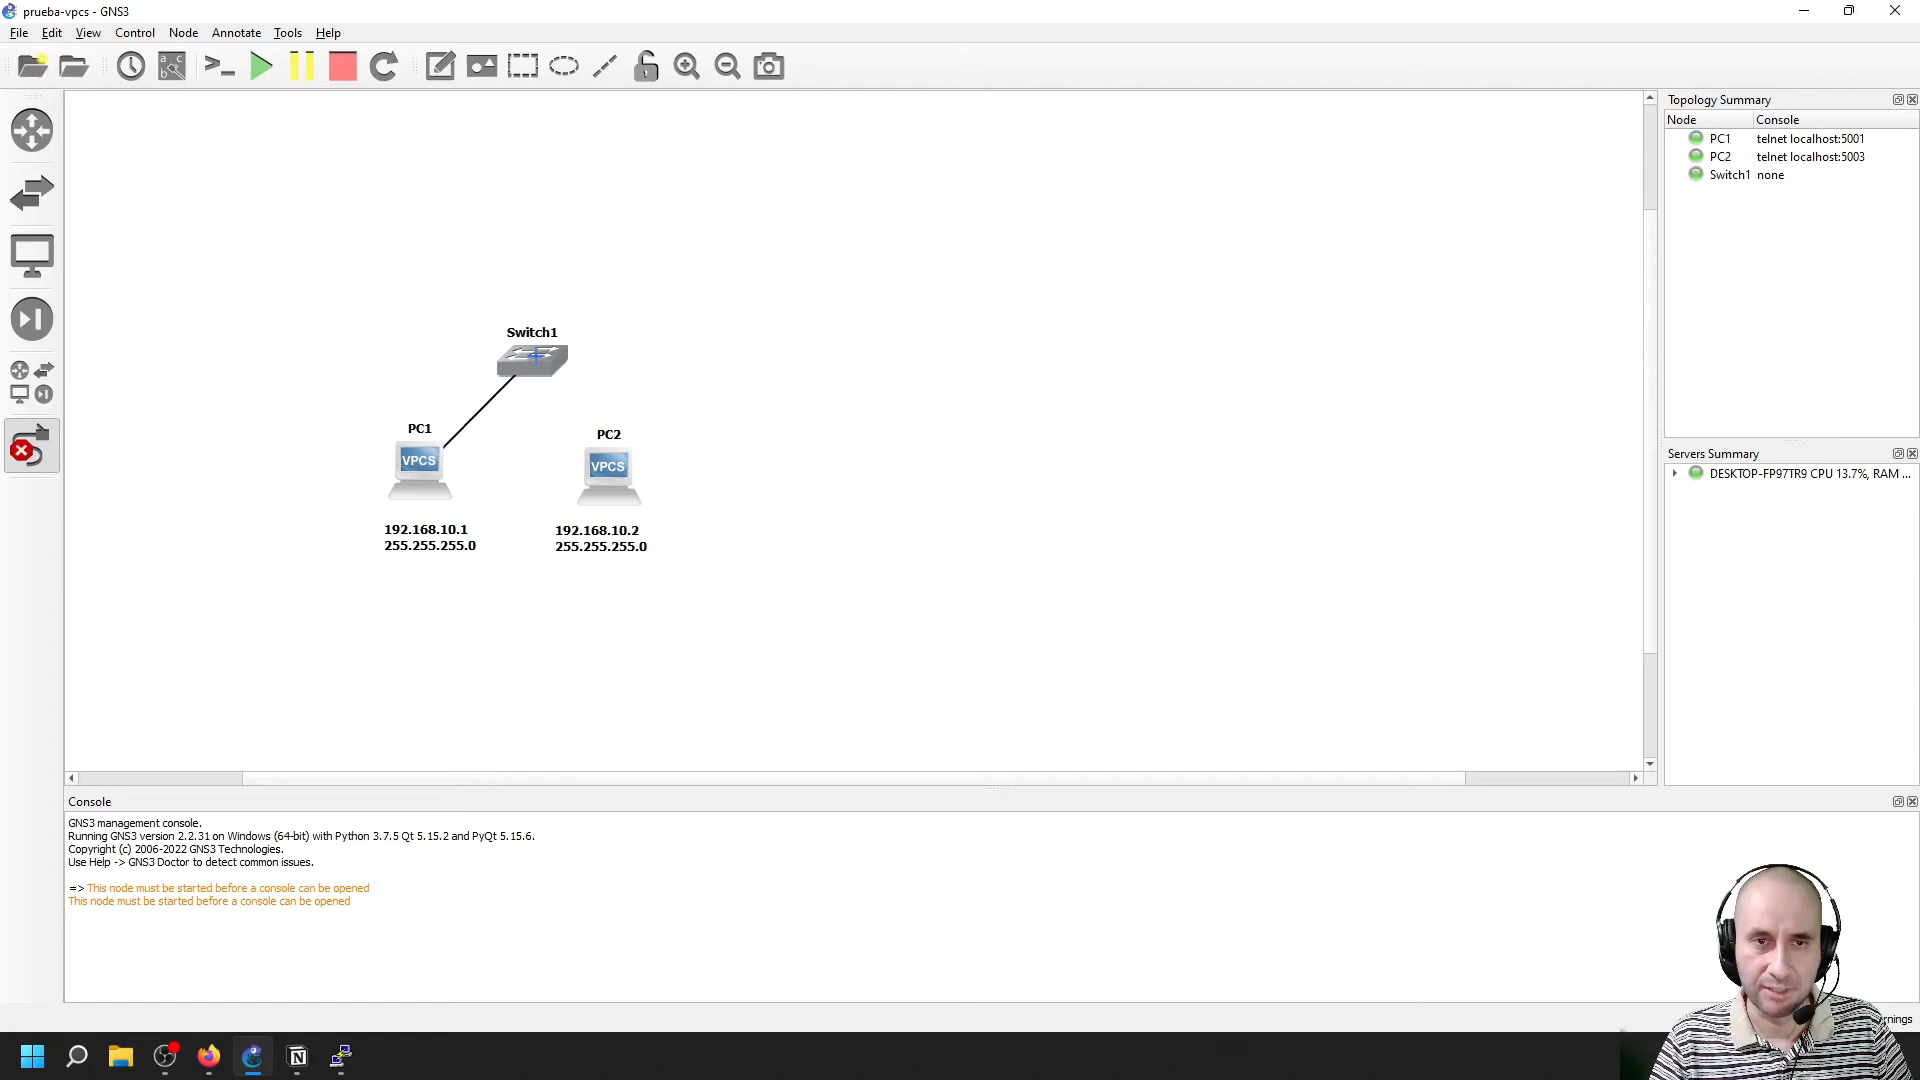 prueba-vpcs - GNS3
File Edit View Control Node Annotate Tools Help
Topology Summary
Node Console
PC1 telnet localhost:5001
PC2 telnet localhost:5003
Switch1 none
Switch1
PC1
VPCS
PC2
VPCS
192.168.10.1
255.255.255.0
192.168.10.2
255.255.255.0
Servers Summary
DESKTOP-FP97TR9 CPU 13.7%, RAM ...
Console
GNS3 management console.
Running GNS3 version 2.2.31 on Windows (64-bit) with Python 3.7.5 Qt 5.15.2 and PyQt 5.15.6.
Copyright (c) 2006-2022 GNS3 Technologies.
Use Help -> GNS3 Doctor to detect common issues.
=> This node must be started before a console can be opened
This node must be started before a console can be opened